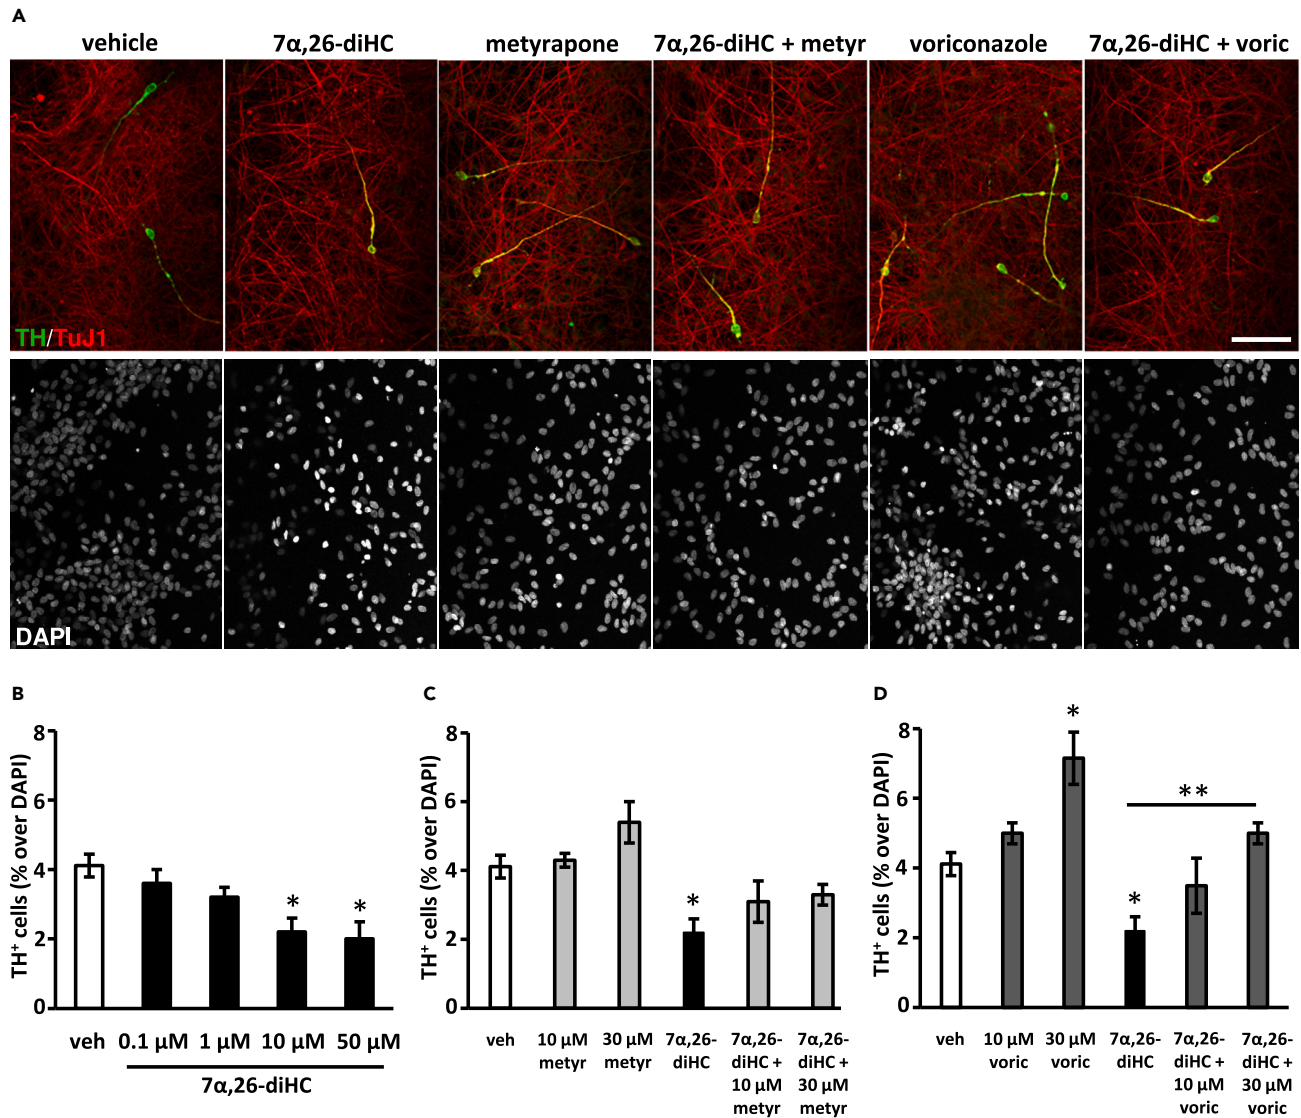 A
vehicle
7α,26-diHC
metyrapone
7α,26-diHC + metyr
voriconazole
7α,26-diHC + voric
TH/TuJ1
DAPI
B
TH⁺ cells (% over DAPI)
8
6
4
2
0
*
*
veh
0.1 µM
1 µM
10 µM
50 µM
7α,26-diHC
C
TH⁺ cells (% over DAPI)
8
6
4
2
0
*
veh
10 µM
metyr
30 µM
metyr
7α,26-
diHC
7α,26-
diHC +
10 µM
metyr
7α,26-
diHC +
30 µM
metyr
D
TH⁺ cells (% over DAPI)
8
6
4
2
0
*
*
**
veh
10 µM
voric
30 µM
voric
7α,26-
diHC
7α,26-
diHC +
10 µM
voric
7α,26-
diHC +
30 µM
voric